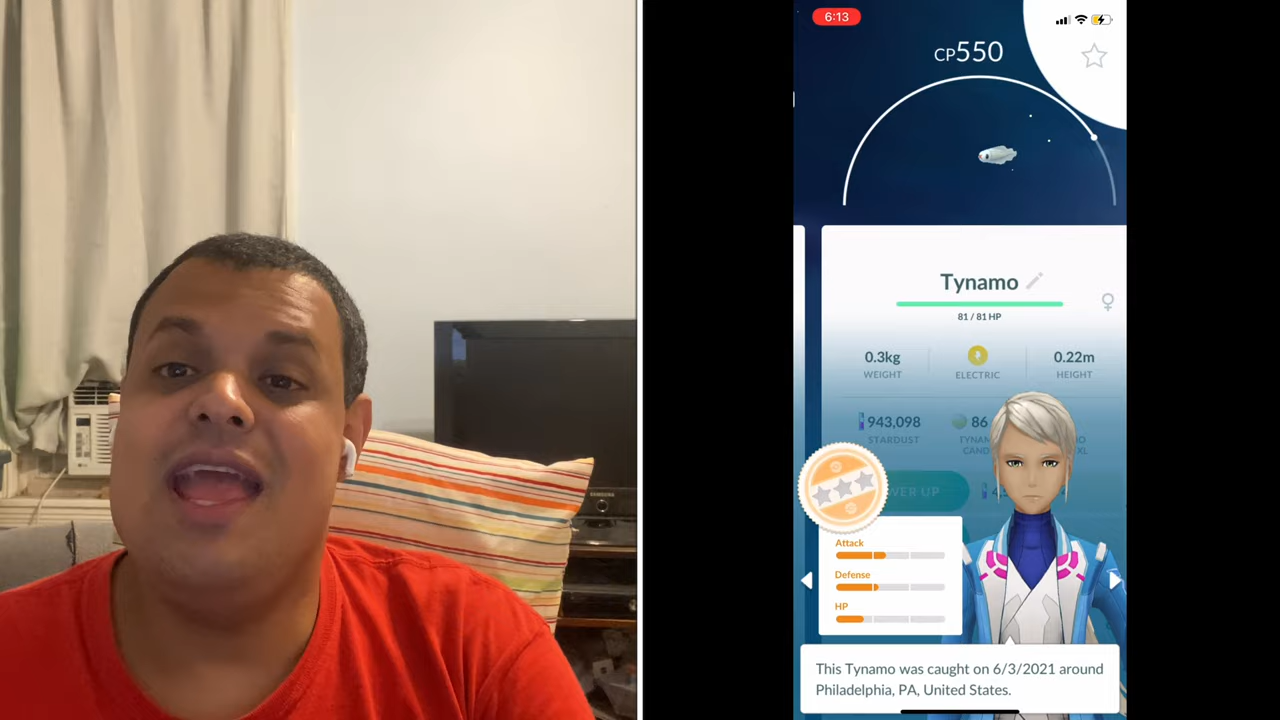 SAMSUNG
6:13
CP550
Tynamo
81 / 81 HP
0.3kg
WEIGHT
ELECTRIC
0.22m
HEIGHT
943,098
STARDUST
86
Attack
Defense
HP
This Tynamo was caught on 6/3/2021 around
Philadelphia, PA, United States.